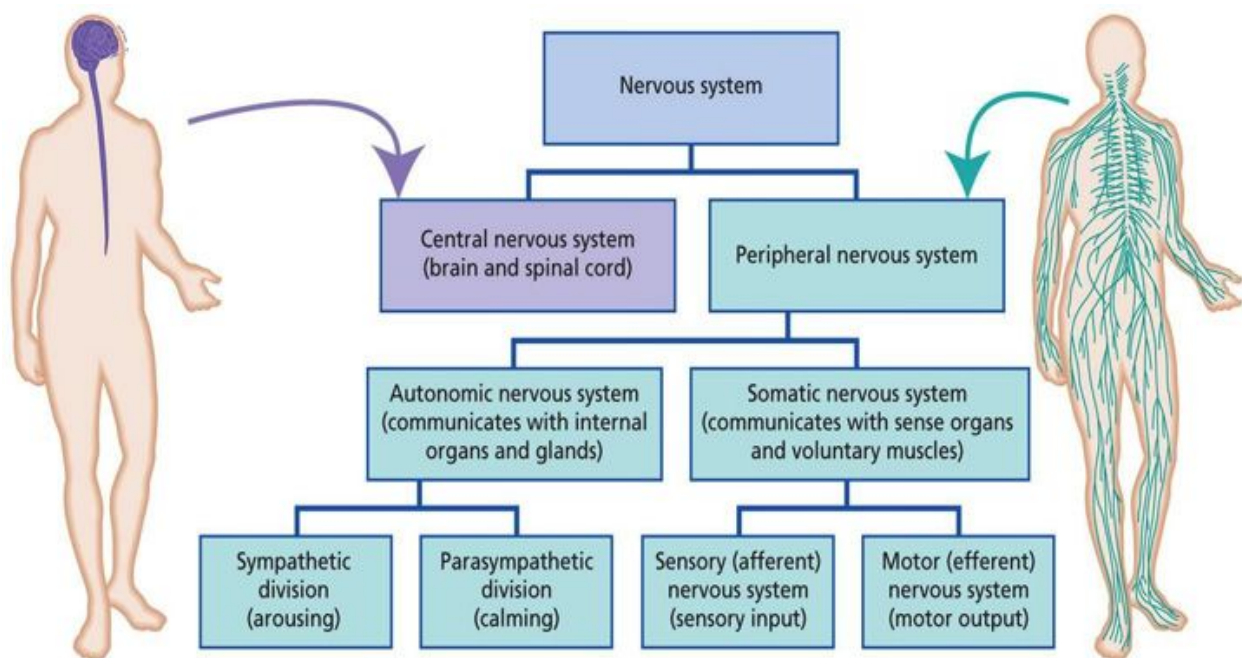 Nervous system
Central nervous system
(brain and spinal cord)
Peripheral nervous system
Autonomic nervous system
(communicates with internal
organs and glands)
Somatic nervous system
(communicates with sense organs
and voluntary muscles)
Sympathetic
division
(arousing)
Parasympathetic
division
(calming)
Sensory (afferent)
nervous system
(sensory input)
Motor (efferent)
nervous system
(motor output)